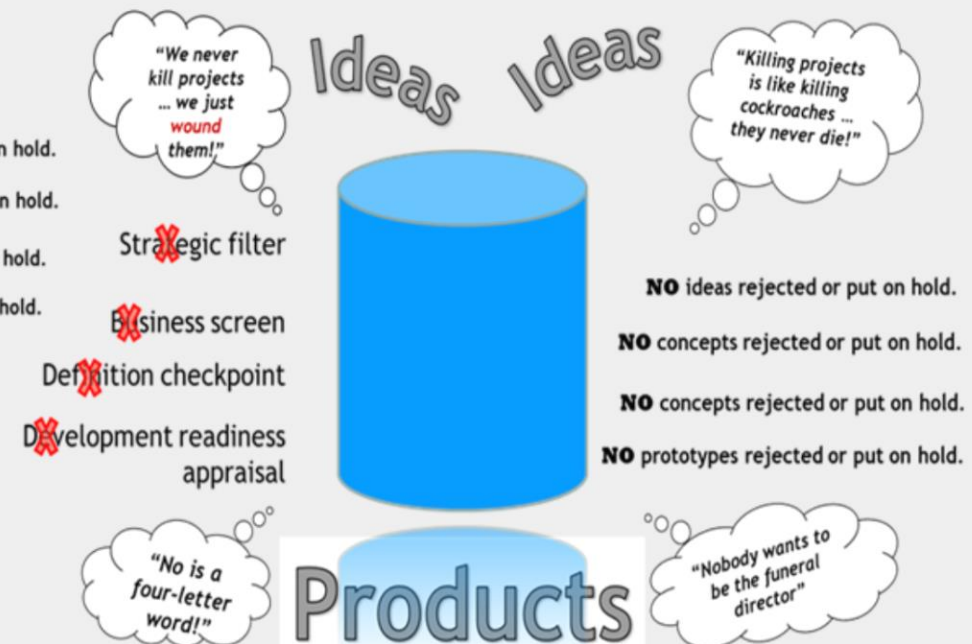 “We never
kill projects
... we just
wound
them!”
Ideas Ideas
“Killing projects
is like killing
cockroaches ...
they never die!”
n hold.
n hold.
hold.
hold.
Strategic filter
Business screen
Definition checkpoint
Development readiness
appraisal
NO ideas rejected or put on hold.
NO concepts rejected or put on hold.
NO concepts rejected or put on hold.
NO prototypes rejected or put on hold.
“No is a
four-letter
word!”
Products
“Nobody wants to
be the funeral
director”